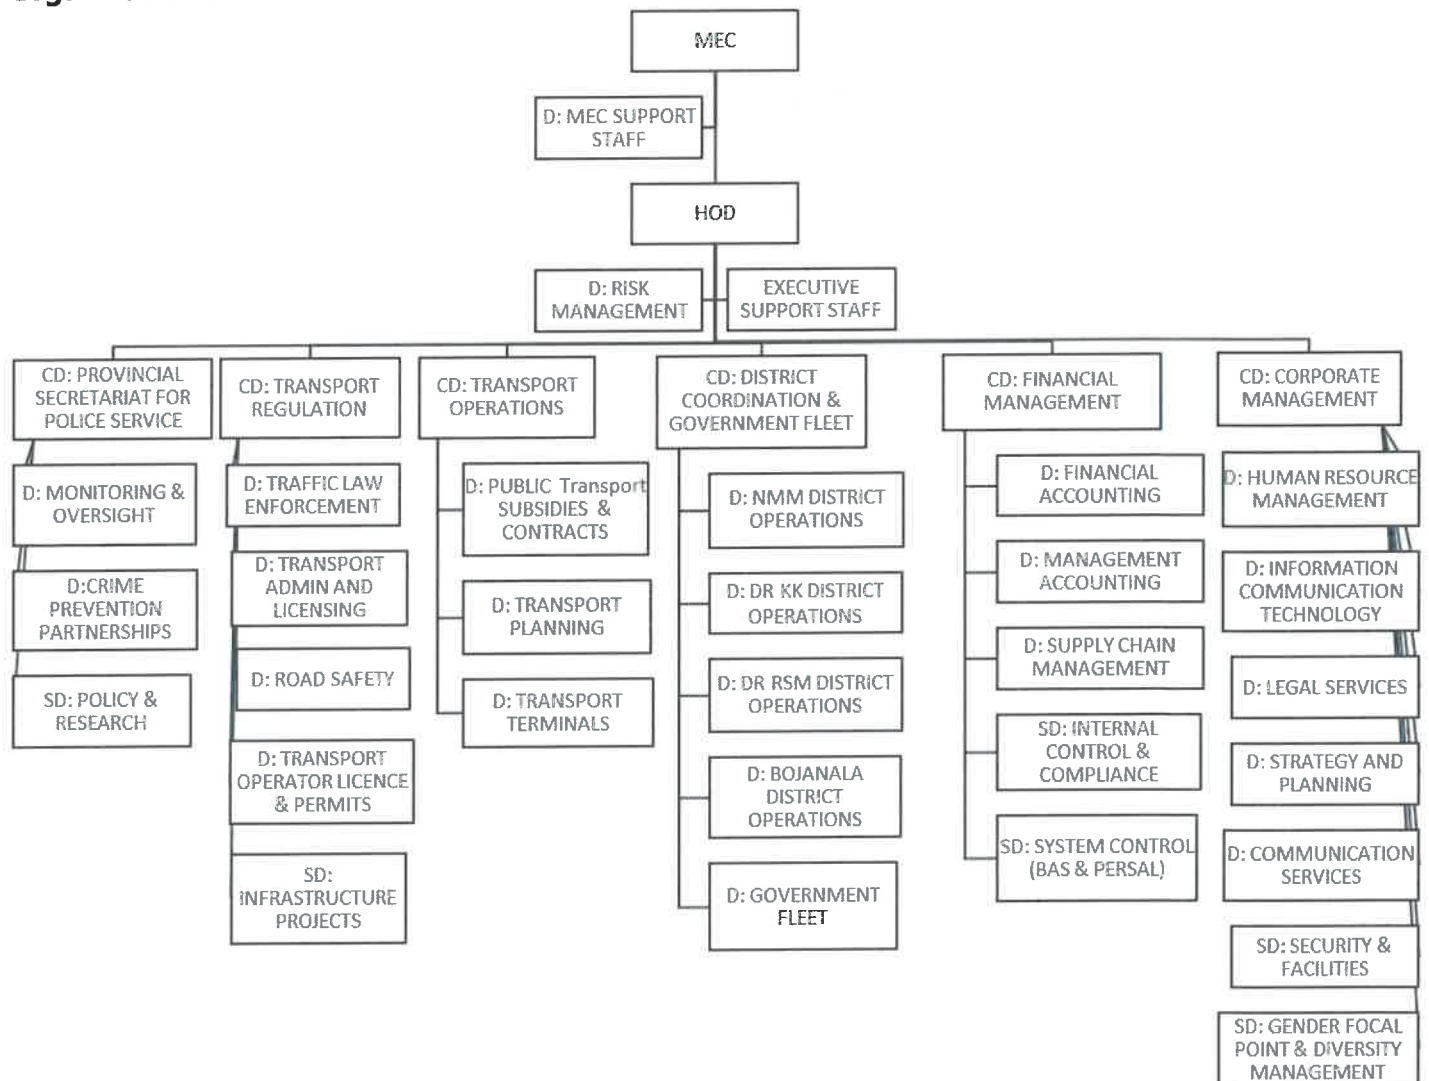 MEC
D: MEC SUPPORT
STAFF
HOD
D: RISK
MANAGEMENT
EXECUTIVE
SUPPORT STAFF
CD: PROVINCIAL
SECRETARIAT FOR
POLICE SERVICE
D: MONITORING &
OVERSIGHT
D:CRIME
PREVENTION
PARTNERSHIPS
SD: POLICY &
RESEARCH
CD: TRANSPORT
REGULATION
D: TRAFFIC LAW
ENFORCEMENT
D: TRANSPORT
ADMIN AND
LICENSING
D: ROAD SAFETY
D: TRANSPORT
OPERATOR LICENCE
& PERMITS
SD:
INFRASTRUCTURE
PROJECTS
CD: TRANSPORT
OPERATIONS
D: PUBLIC Transport
SUBSIDIES &
CONTRACTS
D: TRANSPORT
PLANNING
D: TRANSPORT
TERMINALS
CD: DISTRICT
COORDINATION &
GOVERNMENT FLEET
D: NMM DISTRICT
OPERATIONS
D: DR KK DISTRICT
OPERATIONS
D: DR RSM DISTRICT
OPERATIONS
D: BOJANALA
DISTRICT
OPERATIONS
D: GOVERNMENT
FLEET
CD: FINANCIAL
MANAGEMENT
D: FINANCIAL
ACCOUNTING
D: MANAGEMENT
ACCOUNTING
D: SUPPLY CHAIN
MANAGEMENT
SD: INTERNAL
CONTROL &
COMPLIANCE
SD: SYSTEM CONTROL
(BAS & PERSAL)
CD: CORPORATE
MANAGEMENT
D: HUMAN RESOURCE
MANAGEMENT
D: INFORMATION
COMMUNICATION
TECHNOLOGY
D: LEGAL SERVICES
D: STRATEGY AND
PLANNING
D: COMMUNICATION
SERVICES
SD: SECURITY &
FACILITIES
SD: GENDER FOCAL
POINT & DIVERSITY
MANAGEMENT